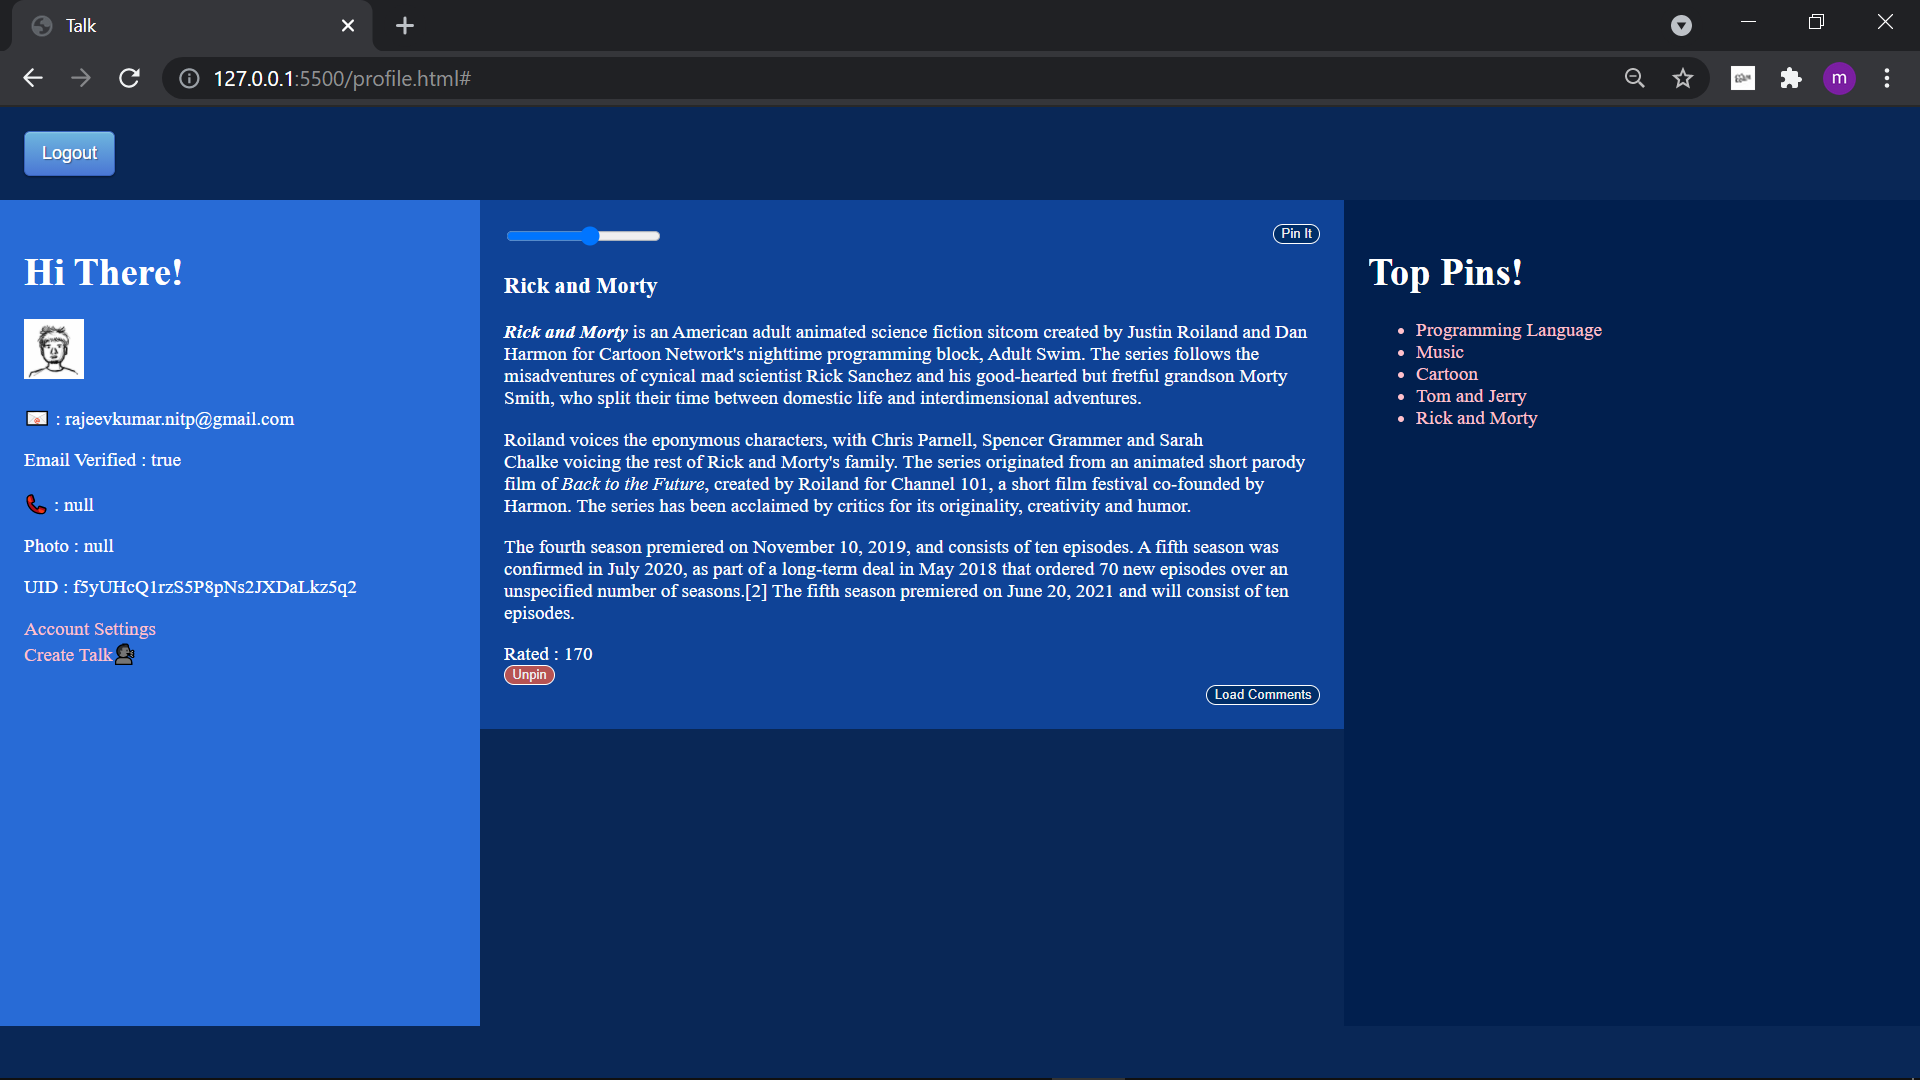 Talk
127.0.0.1:5500/profile.html#
m
Logout
Hi There!
: rajeevkumar.nitp@gmail.com
Email Verified : true
: null
Photo : null
UID : f5yUHcQ1rzS5P8pNs2JXDaLkz5q2
Account Settings
Create Talk
Pin It
Rick and Morty
Rick and Morty is an American adult animated science fiction sitcom created by Justin Roiland and Dan
Harmon for Cartoon Network's nighttime programming block, Adult Swim. The series follows the
misadventures of cynical mad scientist Rick Sanchez and his good-hearted but fretful grandson Morty
Smith, who split their time between domestic life and interdimensional adventures.
Roiland voices the eponymous characters, with Chris Parnell, Spencer Grammer and Sarah
Chalke voicing the rest of Rick and Morty's family. The series originated from an animated short parody
film of Back to the Future, created by Roiland for Channel 101, a short film festival co-founded by
Harmon. The series has been acclaimed by critics for its originality, creativity and humor.
The fourth season premiered on November 10, 2019, and consists of ten episodes. A fifth season was
confirmed in July 2020, as part of a long-term deal in May 2018 that ordered 70 new episodes over an
unspecified number of seasons.[2] The fifth season premiered on June 20, 2021 and will consist of ten
episodes.
Rated : 170
Unpin
Load Comments
Top Pins!
Programming Language
Music
Cartoon
Tom and Jerry
Rick and Morty